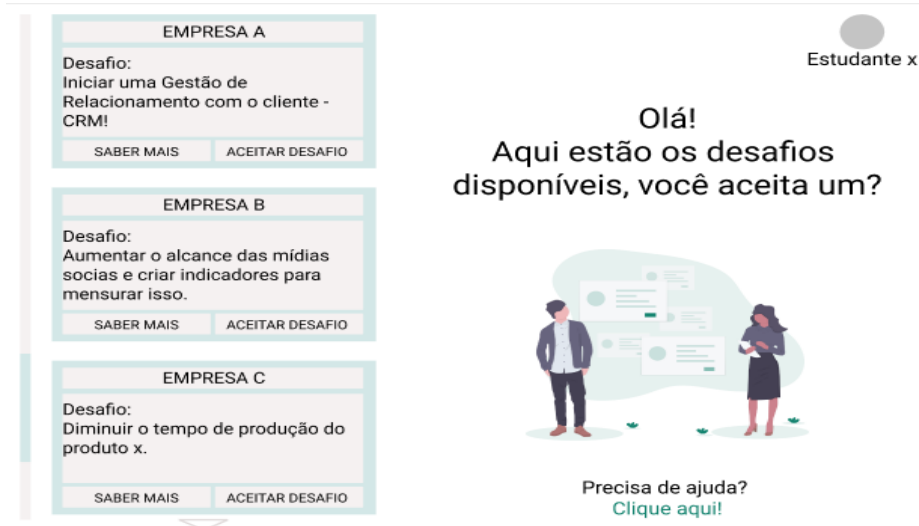 EMPRESA A
Desafio:
Iniciar uma Gestão de
Relacionamento com o cliente -
CRM!
SABER MAIS
ACEITAR DESAFIO
EMPRESA B
Desafio:
Aumentar o alcance das mídias
socias e criar indicadores para
mensurar isso.
SABER MAIS
ACEITAR DESAFIO
EMPRESA C
Desafio:
Diminuir o tempo de produção do
produto x.
SABER MAIS
ACEITAR DESAFIO
Estudante x
Olá!
Aqui estão os desafios
disponíveis, você aceita um?
Precisa de ajuda?
Clique aqui!